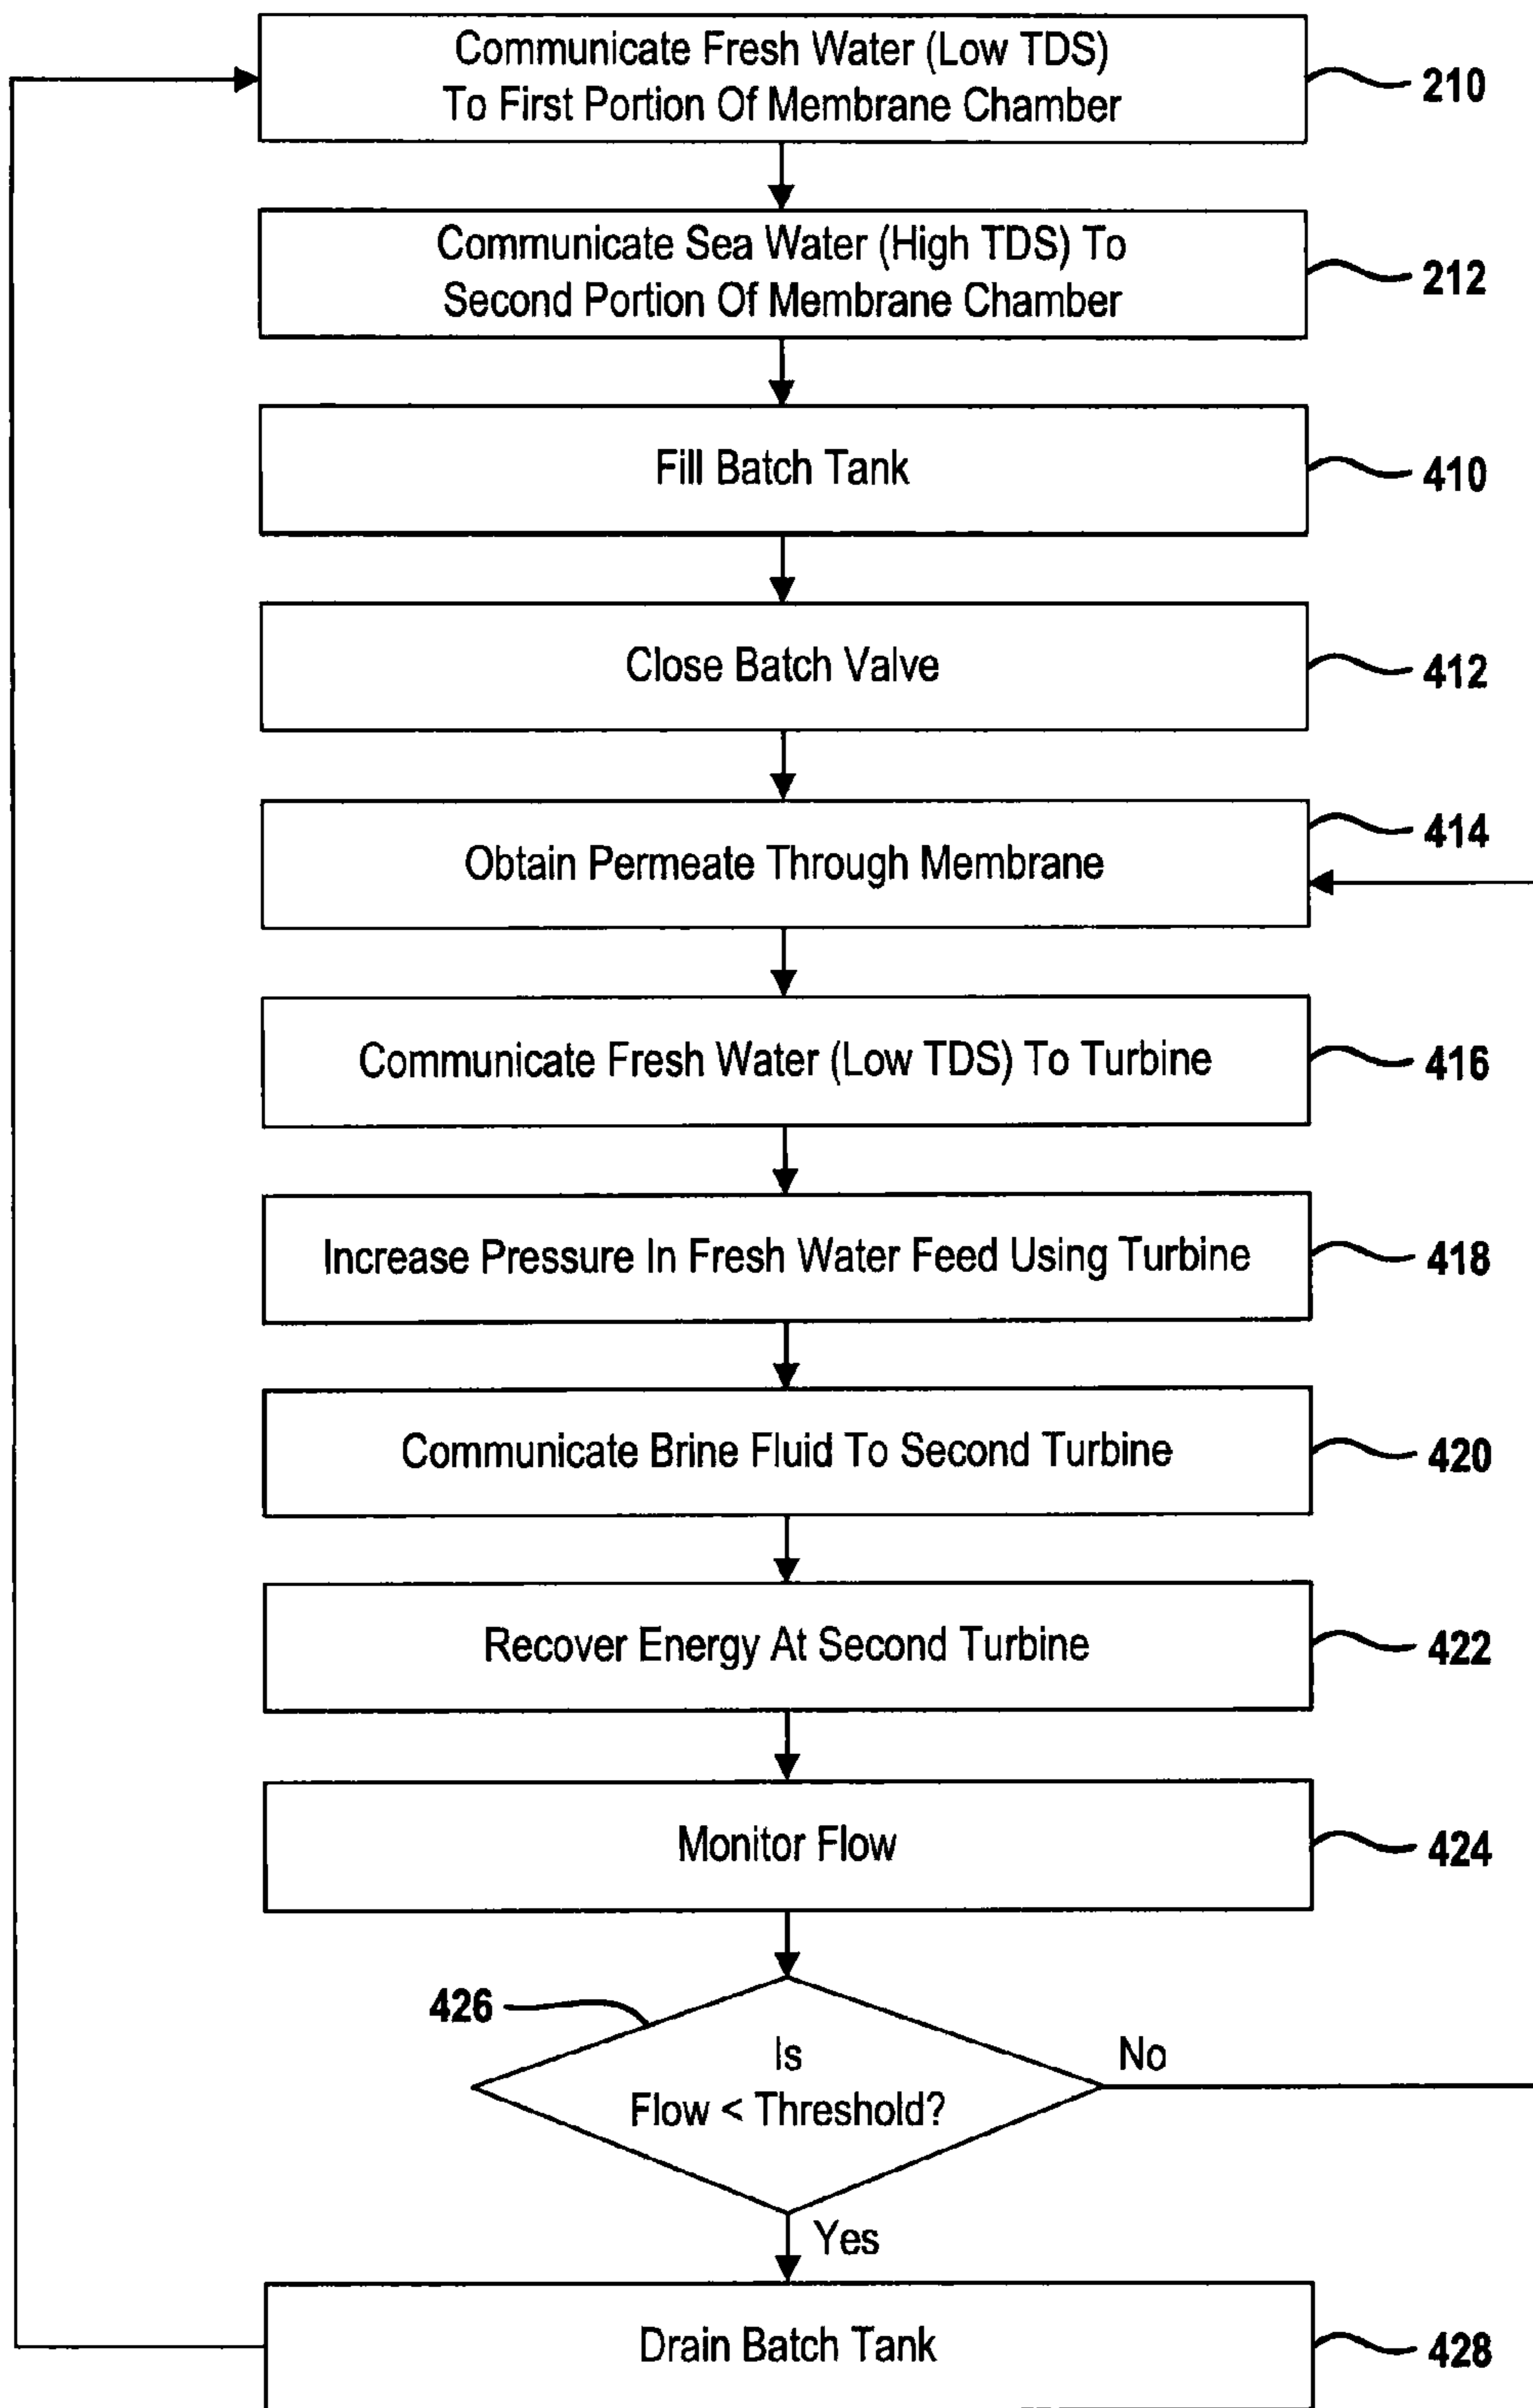 Communicate Fresh Water (Low TDS)
To First Portion Of Membrane Chamber
210
Communicate Sea Water (High TDS) To
Second Portion Of Membrane Chamber
212
Fill Batch Tank
410
Close Batch Valve
412
Obtain Permeate Through Membrane
414
Communicate Fresh Water (Low TDS) To Turbine
416
Increase Pressure In Fresh Water Feed Using Turbine
418
Communicate Brine Fluid To Second Turbine
420
Recover Energy At Second Turbine
422
Monitor Flow
424
426
Is
Flow < Threshold?
No
Yes
Drain Batch Tank
428